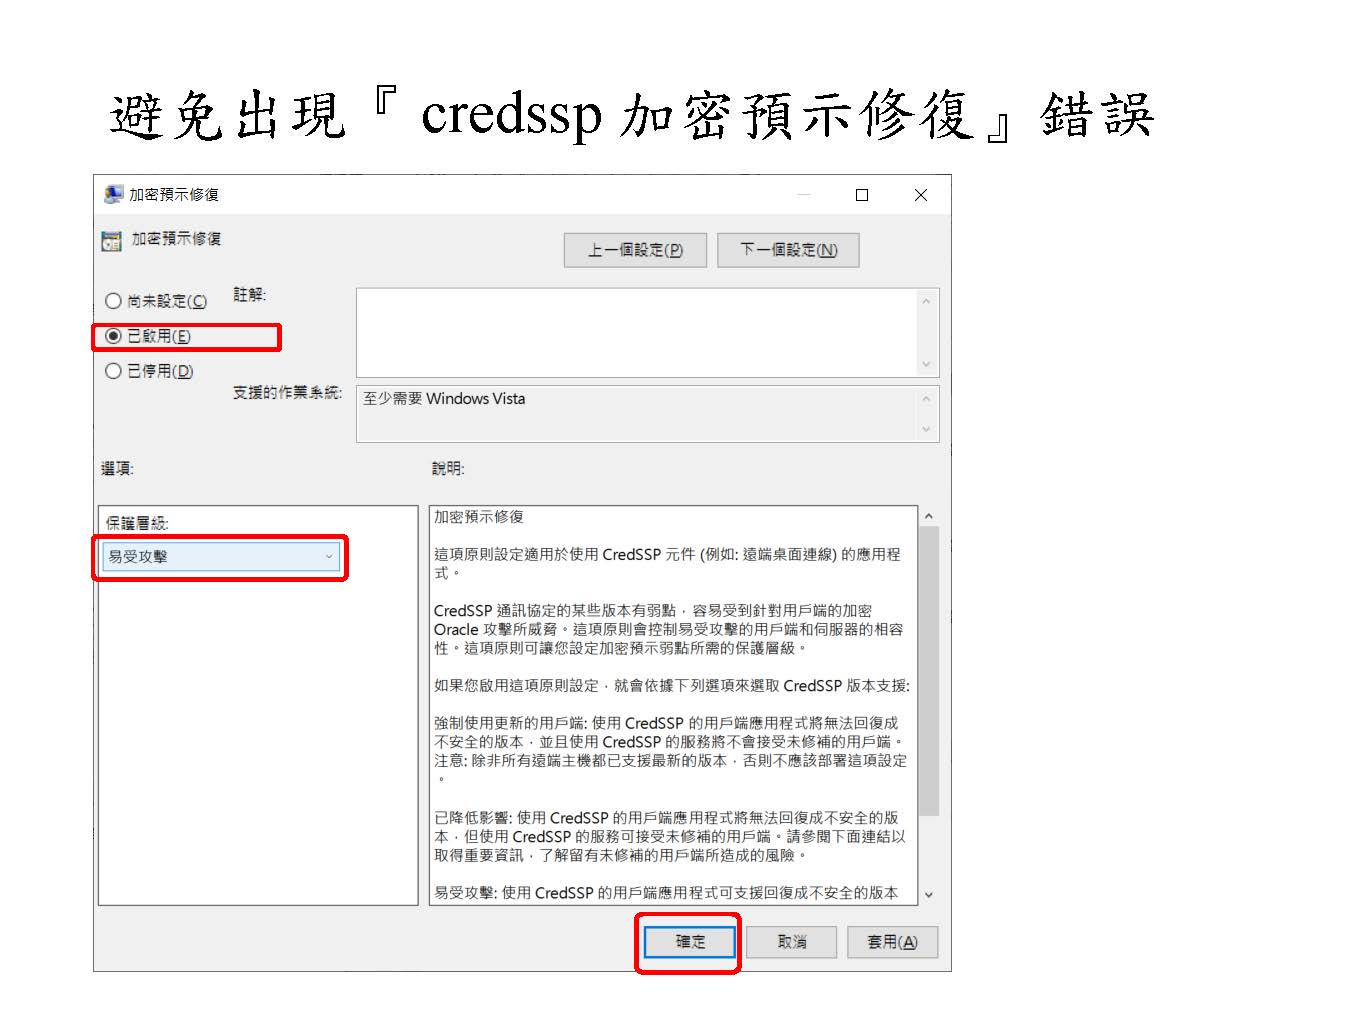 避免出現『credssp 加密預示修復』錯誤
加密預示修復
加密預示修復
上一個設定(P)
下一個設定(N)
尚未設定(C)
註解:
已啟用(E)
已停用(D)
支援的作業系統:
至少需要 Windows Vista
選項:
說明:
保護層級:
易受攻擊
加密預示修復
這項原則設定適用於使用 CredSSP 元件 (例如: 遠端桌面連線) 的應用程
式。
CredSSP 通訊協定的某些版本有弱點，容易受到針對用戶端的加密
Oracle 攻擊所威脅。這項原則會控制易受攻擊的用戶端和伺服器的相容
性。這項原則可讓您設定加密預示弱點所需的保護層級。
如果您啟用這項原則設定，就會依據下列選項來選取 CredSSP 版本支援:
強制使用更新的用戶端: 使用 CredSSP 的用戶端應用程式將無法回復成
不安全的版本，並且使用 CredSSP 的服務將不會接受未修補的用戶端。
注意: 除非所有遠端主機都已支援最新的版本，否則不應該部署這項設定
。
已降低影響: 使用 CredSSP 的用戶端應用程式將無法回復成不安全的版
本，但使用 CredSSP 的服務可接受未修補的用戶端。請參閱下面連結以
取得重要資訊，了解留有未修補的用戶端所造成的風險。
易受攻擊: 使用 CredSSP 的用戶端應用程式可支援回復成不安全的版本
確定
取消
套用(A)